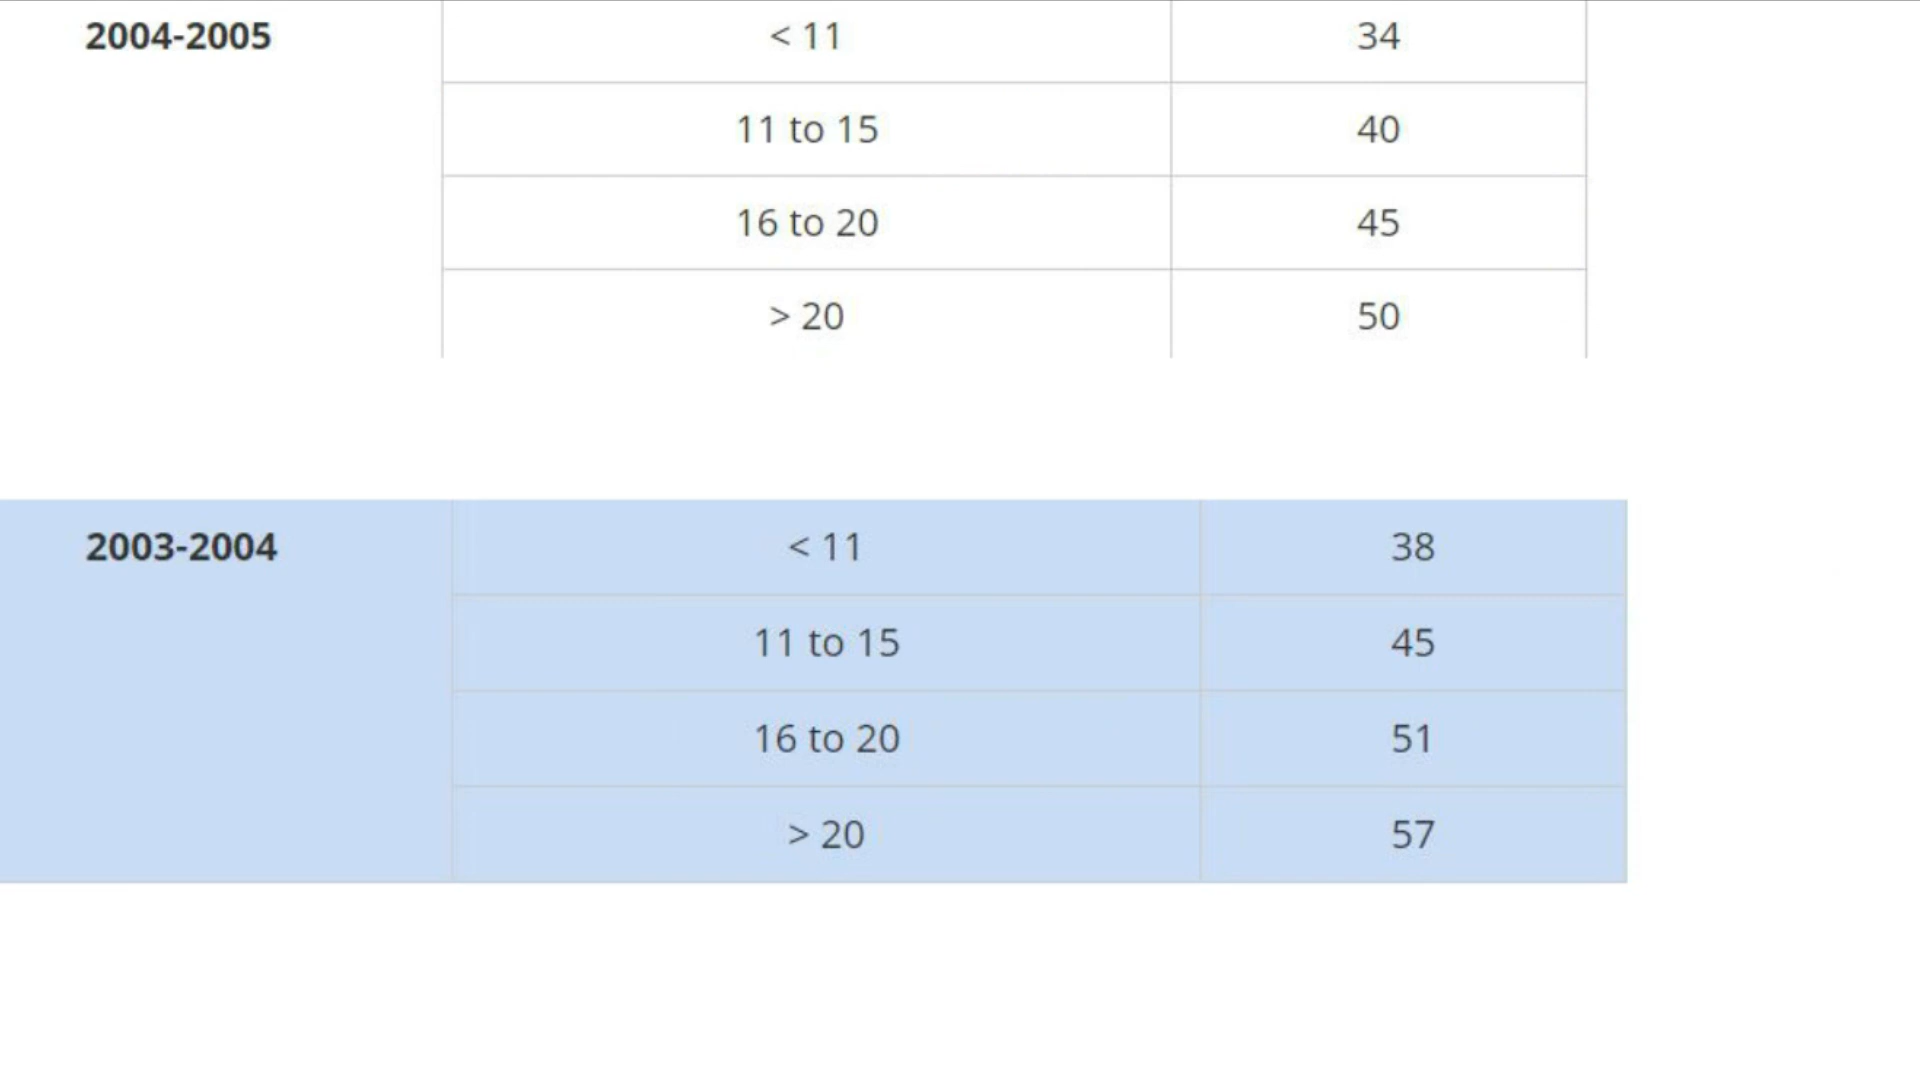 2004-2005 < 11 34
11 to 15 40
16 to 20 45
> 20 50
2003-2004 < 11 38
11 to 15 45
16 to 20 51
> 20 57